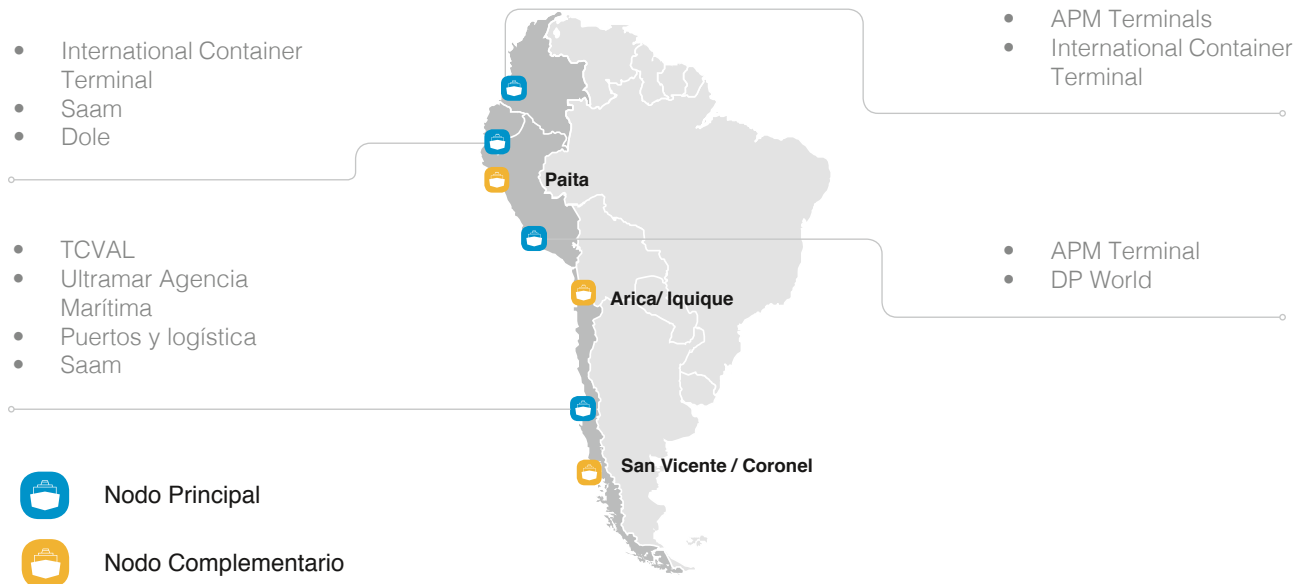 • International Container
Terminal
• Saam
• Dole
• APM Terminals
• International Container
Terminal
Paita
• TCVAL
• Ultramar Agencia
Marítima
• Puertos y logística
• Saam
• APM Terminal
• DP World
Arica/ Iquique
San Vicente / Coronel
Nodo Principal
Nodo Complementario